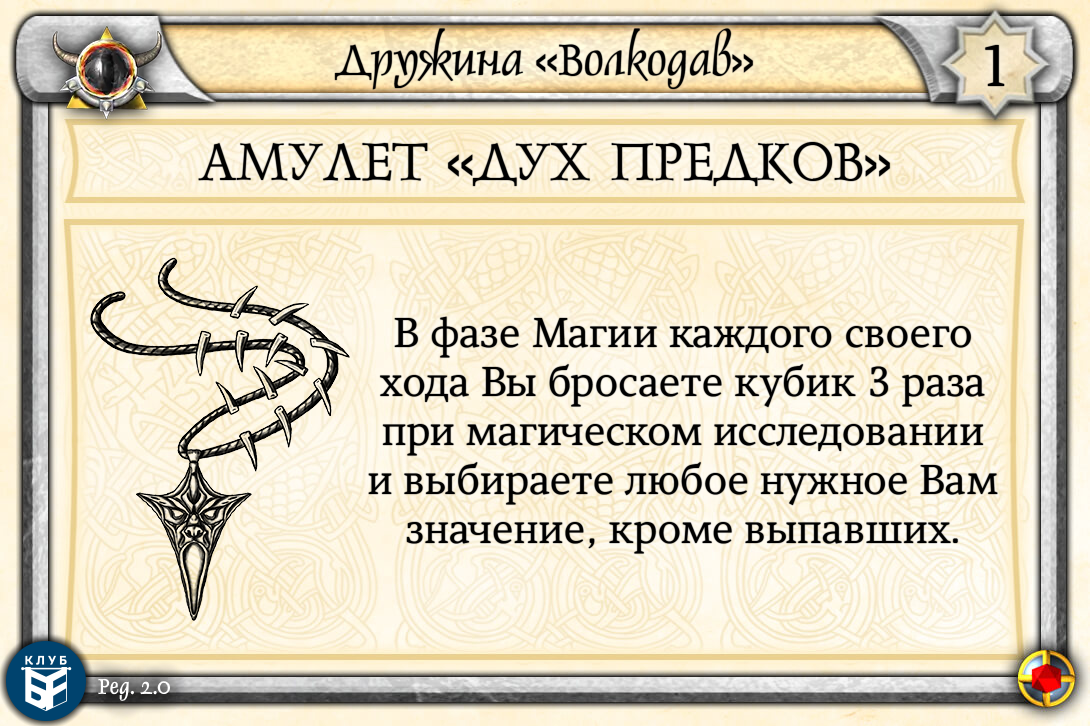 Дружина «Волкодав»
1
АМУЛЕТ «ДУХ ПРЕДКОВ»
В фазе Магии каждого своего
хода Вы бросаете кубик 3 раза
при магическом исследовании
и выбираете любое нужное Вам
значение, кроме выпавших.
КЛУБ
Ред. 2.0